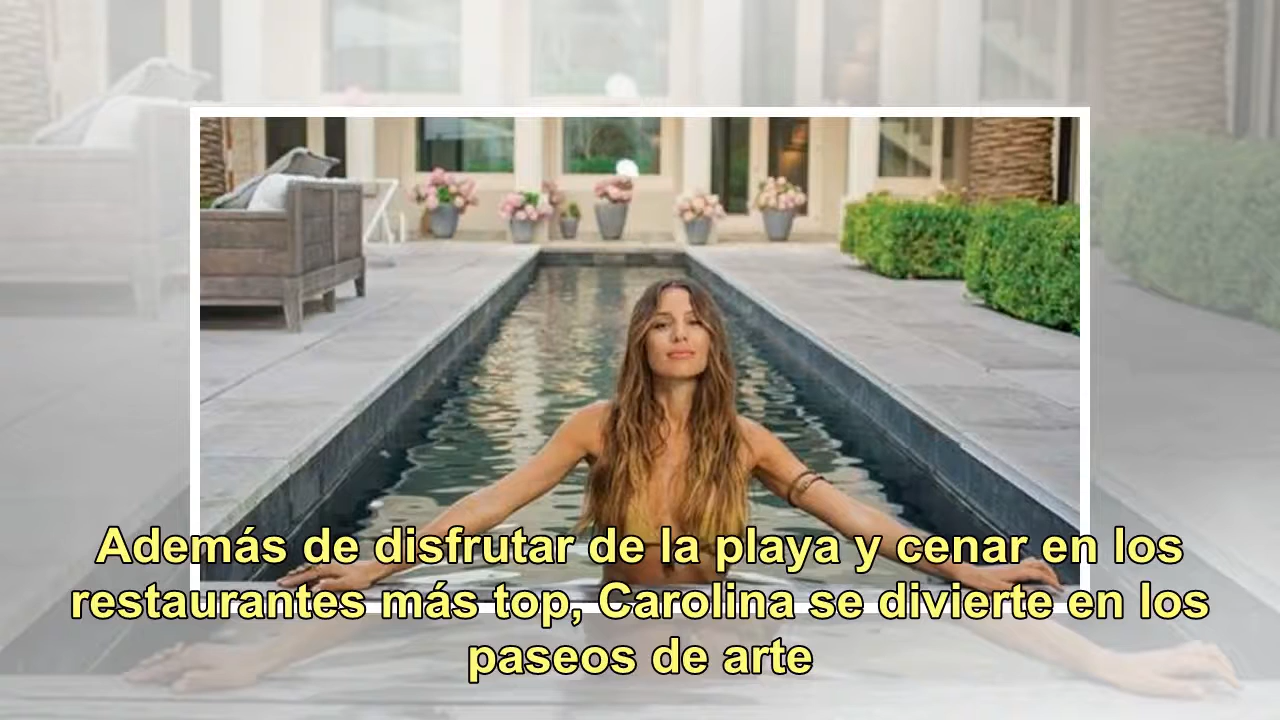 Además de disfrutar de la playa y cenar en los
restaurantes más top, Carolina se divierte en los
paseos de arte